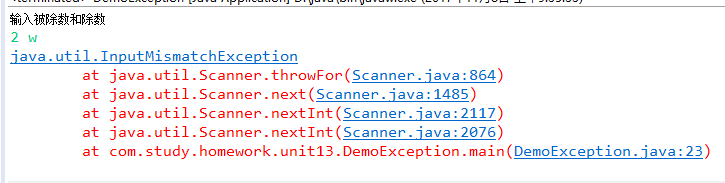 输入被除数和除数
2 w
java.util.InputMismatchException
at java.util.Scanner.throwFor(Scanner.java:864)
at java.util.Scanner.next(Scanner.java:1485)
at java.util.Scanner.nextInt(Scanner.java:2117)
at java.util.Scanner.nextInt(Scanner.java:2076)
at com.study.homework.unit13.DemoException.main(DemoException.java:23)